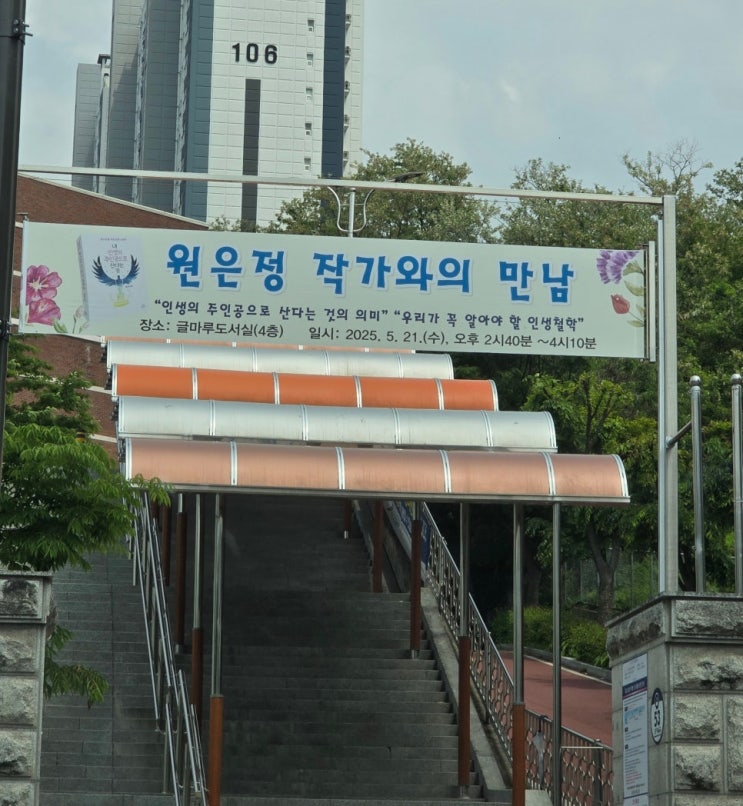 106
원은정 작가와의 만남
“인생의 주인공으로 산다는 것의 의미” “우리가 꼭 알아야 할 인생철학”
장소: 글마루도서실(4층) 일시: 2025. 5. 21.(수), 오후 2시40분 ~4시10분
53